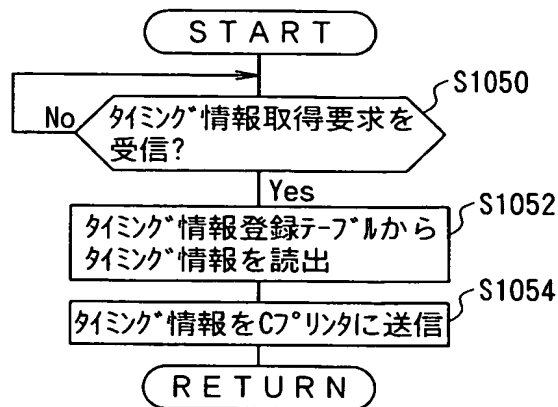 START
S1050
No
タイミング情報取得要求を
受信?
Yes
S1052
タイミング情報登録テーブルから
タイミング情報を読出
S1054
タイミング情報をCプリンタに送信
RETURN